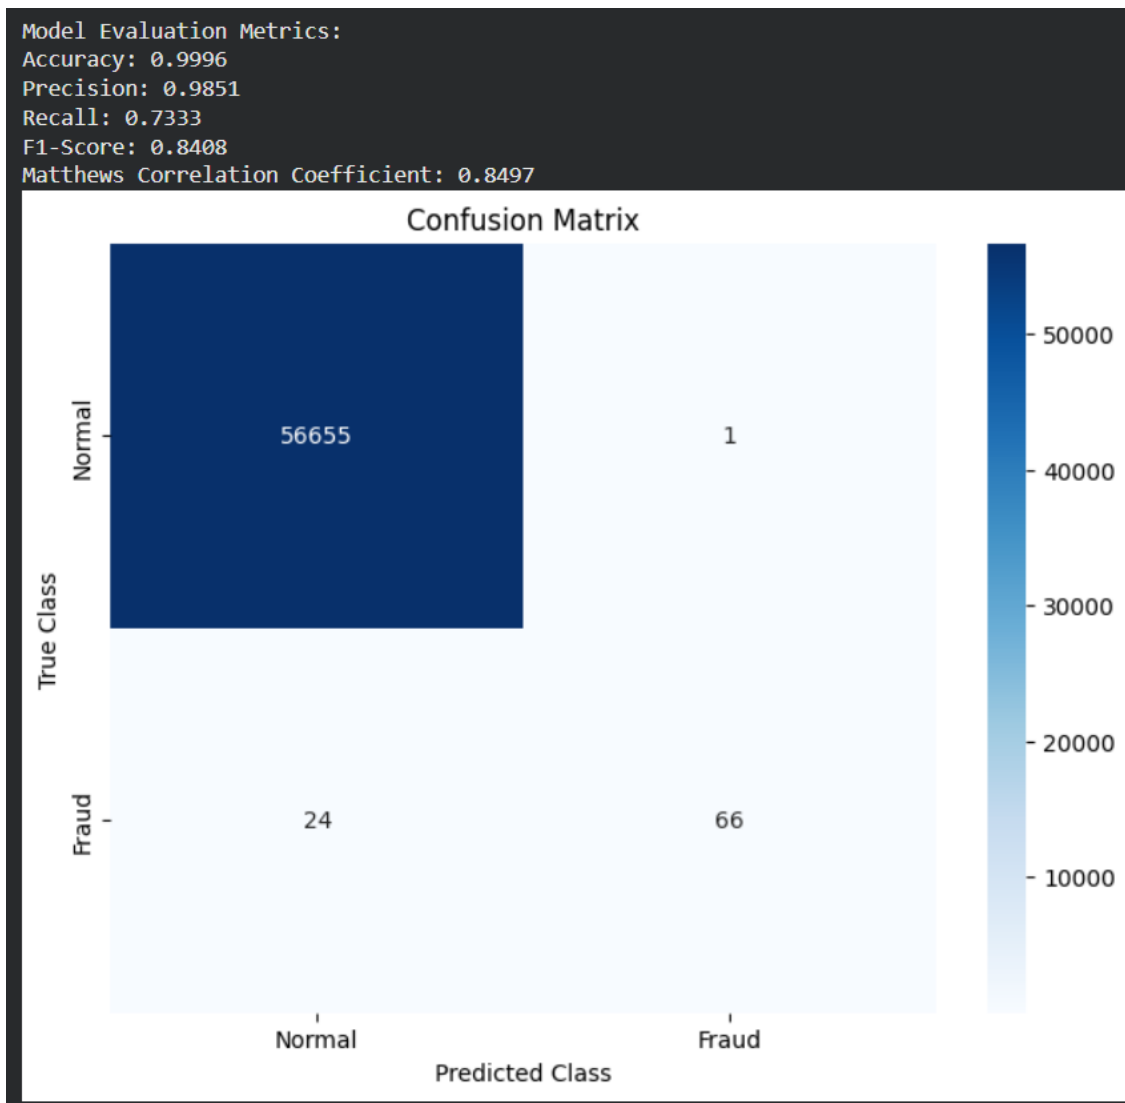 Model Evaluation Metrics:
Accuracy: 0.9996
Precision: 0.9851
Recall: 0.7333
F1-Score: 0.8408
Matthews Correlation Coefficient: 0.8497
Confusion Matrix
50000
Normal
56655
1
40000
True Class
30000
20000
Fraud
24
66
10000
Normal
Fraud
Predicted Class